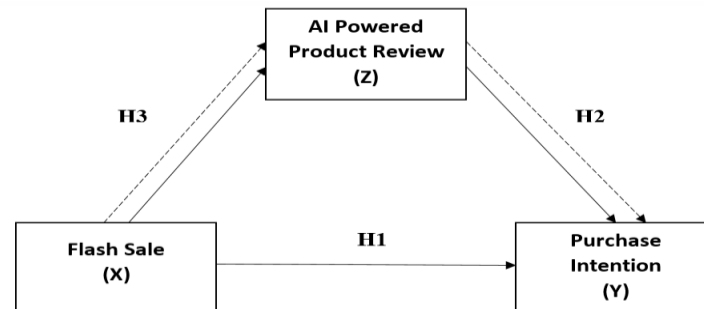 AI Powered
Product Review
(Z)
H3
H2
H1
Flash Sale
(X)
Purchase
Intention
(Y)